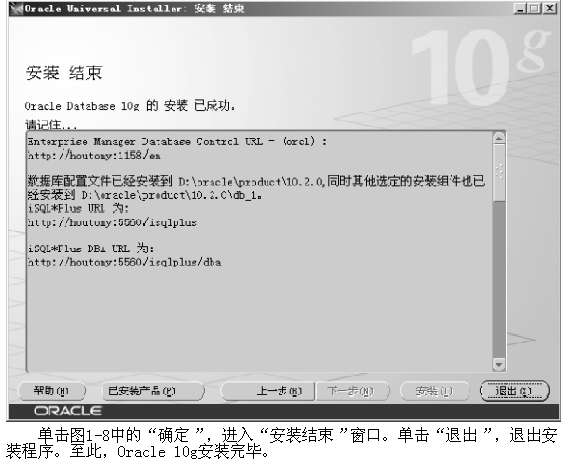 Oracle Universal Installer: 安装 结束
10g
安装 结束
Oracle Database 10g 的 安装 已成功。
请记住...
Enterprise Manager Database Control URL - (orcl) :
http://houtomy:1158/em
数据库配置文件已经安装到 D:\oracle\product\10.2.0,同时其他选定的安装组件也已
经安装到 D:\oracle\product\10.2.0\db_1。
iSQL*Plus URL 为:
http://houtomy:5560/isqlplus
iSQL*Plus DBA URL 为:
http://houtomy:5560/isqlplus/dba
帮助(H) 已安装产品(P) 上一步(B) 下一步(N) 安装(I) 退出(E)
ORACLE
单击图1-8中的“确定”，进入“安装结束”窗口。单击“退出”，退出安
装程序。至此，Oracle 10g安装完毕。